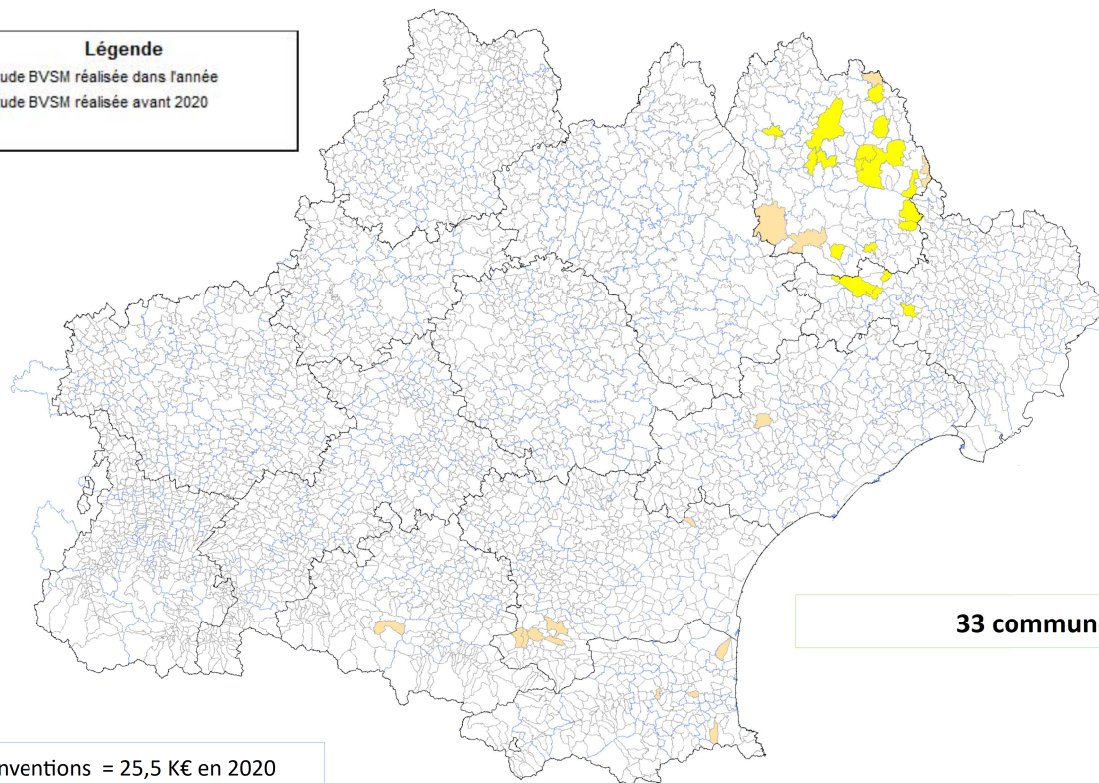 Légende
ude BVSM réalisée dans l'année
ude BVSM réalisée avant 2020
33 commun
nventions = 25,5 K€ en 2020